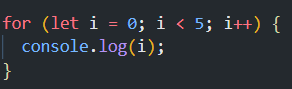 for (let i = 0; i < 5; i++) {
  console.log(i);
}